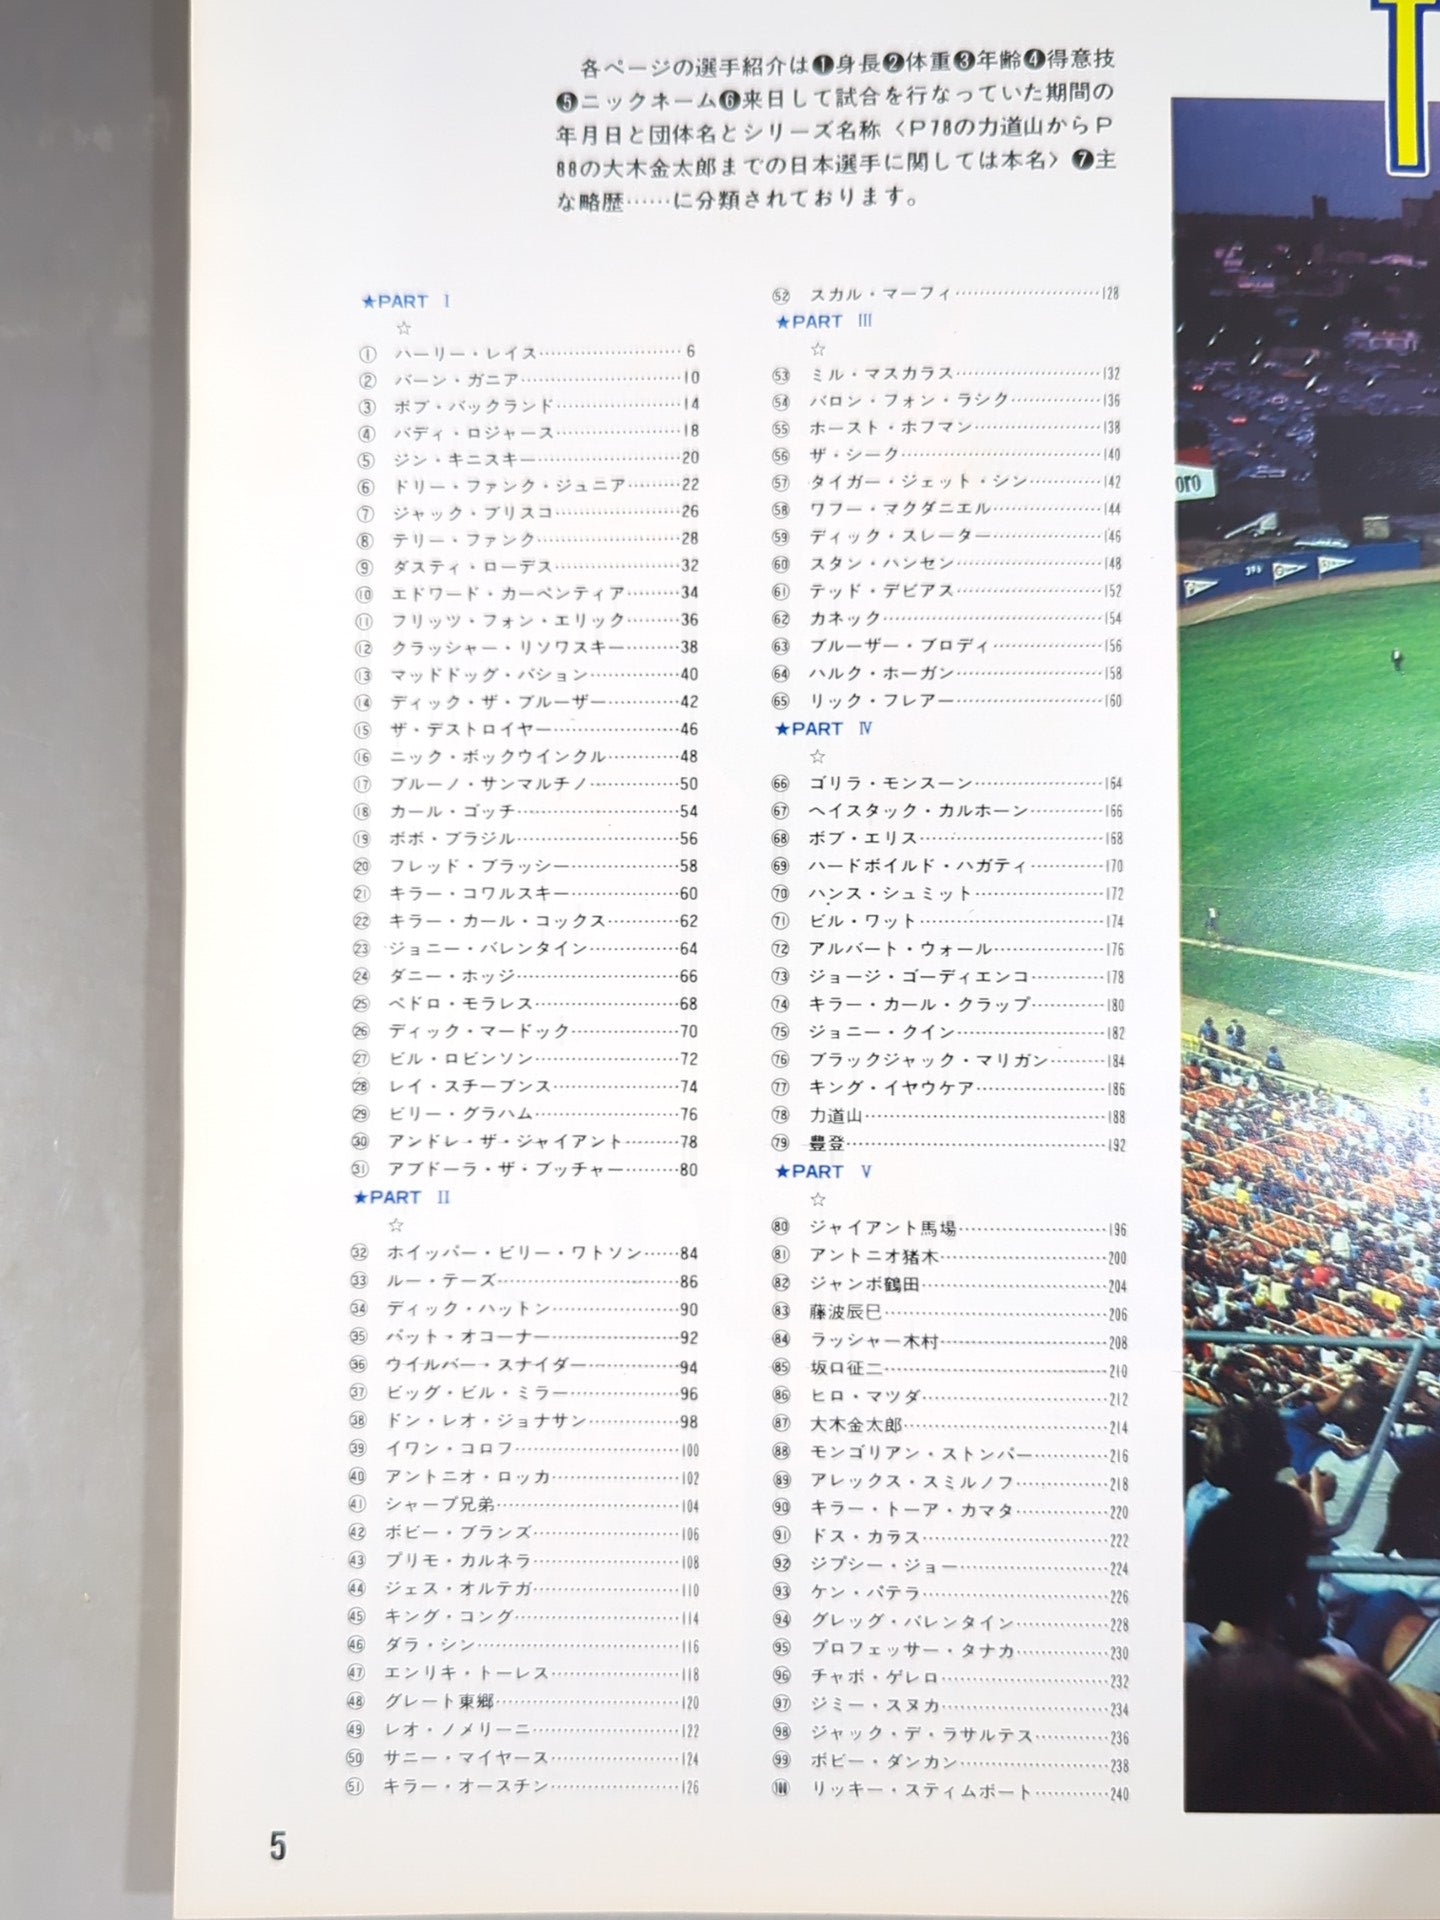 各ページの選手紹介は❶身長❷体重❸年齢❹得意技
❺ニックネーム❻来日して試合を行なっていた期間の
年月日と団体名とシリーズ名称〈P78の力道山からP
88の大木金太郎までの日本選手に関しては本名〉❼主
な略歴……に分類されております。
★PART Ⅰ
☆
① ハーリー・レイス……6
② バーン・ガニア……10
③ ボブ・バックランド……14
④ バディ・ロジャース……18
⑤ ジン・キニスキー……20
⑥ ドリー・ファンク・ジュニア……22
⑦ ジャック・ブリスコ……26
⑧ テリー・ファンク……28
⑨ ダスティ・ローデス……32
⑩ エドワード・カーペンティア……34
⑪ フリッツ・フォン・エリック……36
⑫ クラッシャー・リソワスキー……38
⑬ マッドドッグ・バション……40
⑭ ディック・ザ・ブルーザー……42
⑮ ザ・デストロイヤー……46
⑯ ニック・ボックウインクル……48
⑰ ブルーノ・サンマルチノ……50
⑱ カール・ゴッチ……54
⑲ ボボ・ブラジル……56
⑳ フレッド・ブラッシー……58
㉑ キラー・コワルスキー……60
㉒ キラー・カール・コックス……62
㉓ ジョニー・バレンタイン……64
㉔ ダニー・ホッジ……66
㉕ ペドロ・モラレス……68
㉖ ディック・マードック……70
㉗ ビル・ロビンソン……72
㉘ レイ・スチーブンス……74
㉙ ビリー・グラハム……76
㉚ アンドレ・ザ・ジャイアント……78
㉛ アブドーラ・ザ・ブッチャー……80
★PART Ⅱ
☆
㉜ ホイッパー・ビリー・ワトソン……84
㉝ ルー・テーズ……86
㉞ ディック・ハットン……90
㉟ パット・オコーナー……92
㊱ ウイルバー・スナイダー……94
㊲ ビッグ・ビル・ミラー……96
㊳ ドン・レオ・ジョナサン……98
㊴ イワン・コロフ……100
㊵ アントニオ・ロッカ……102
㊶ シャープ兄弟……104
㊷ ボビー・ブランズ……106
㊸ プリモ・カルネラ……108
㊹ ジェス・オルテガ……110
㊺ キング・コング……114
㊻ ダラ・シン……116
㊼ エンリキ・トーレス……118
㊽ グレート東郷……120
㊾ レオ・ノメリーニ……122
㊿ サニー・マイヤース……124
51 キラー・オースチン……126
52 スカル・マーフィ……128
★PART Ⅲ
☆
53 ミル・マスカラス……132
54 バロン・フォン・ラシク……136
55 ホースト・ホフマン……138
56 ザ・シーク……140
57 タイガー・ジェット・シン……142
58 ワフー・マクダニエル……144
59 ディック・スレーター……146
60 スタン・ハンセン……148
61 テッド・デビアス……152
62 カネック……154
63 ブルーザー・ブロディ……156
64 ハルク・ホーガン……158
65 リック・フレアー……160
★PART Ⅳ
☆
66 ゴリラ・モンスーン……164
67 ヘイスタック・カルホーン……166
68 ボブ・エリス……168
69 ハードボイルド・ハガティ……170
70 ハンス・シュミット……172
71 ビル・ワット……174
72 アルバート・ウォール……176
73 ジョージ・ゴーディエンコ……178
74 キラー・カール・クラップ……180
75 ジョニー・クイン……182
76 ブラックジャック・マリガン……184
77 キング・イヤウケア……186
78 力道山……188
79 豊登……192
★PART Ⅴ
☆
80 ジャイアント馬場……196
81 アントニオ猪木……200
82 ジャンボ鶴田……204
83 藤波辰巳……206
84 ラッシャー木村……208
85 坂口征二……210
86 ヒロ・マツダ……212
87 大木金太郎……214
88 モンゴリアン・ストンパー……216
89 アレックス・スミルノフ……218
90 キラー・トーア・カマタ……220
91 ドス・カラス……222
92 ジプシー・ジョー……224
93 ケン・パテラ……226
94 グレッグ・バレンタイン……228
95 プロフェッサー・タナカ……230
96 チャボ・ゲレロ……232
97 ジミー・スヌカ……234
98 ジャック・デ・ラサルテス……236
99 ボビー・ダンカン……238
100 リッキー・スティムボート……240
5